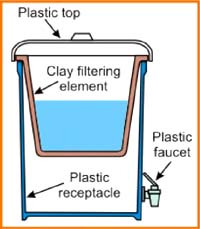 Plastic top
Clay filtering
element
Plastic
faucet
Plastic
receptacle